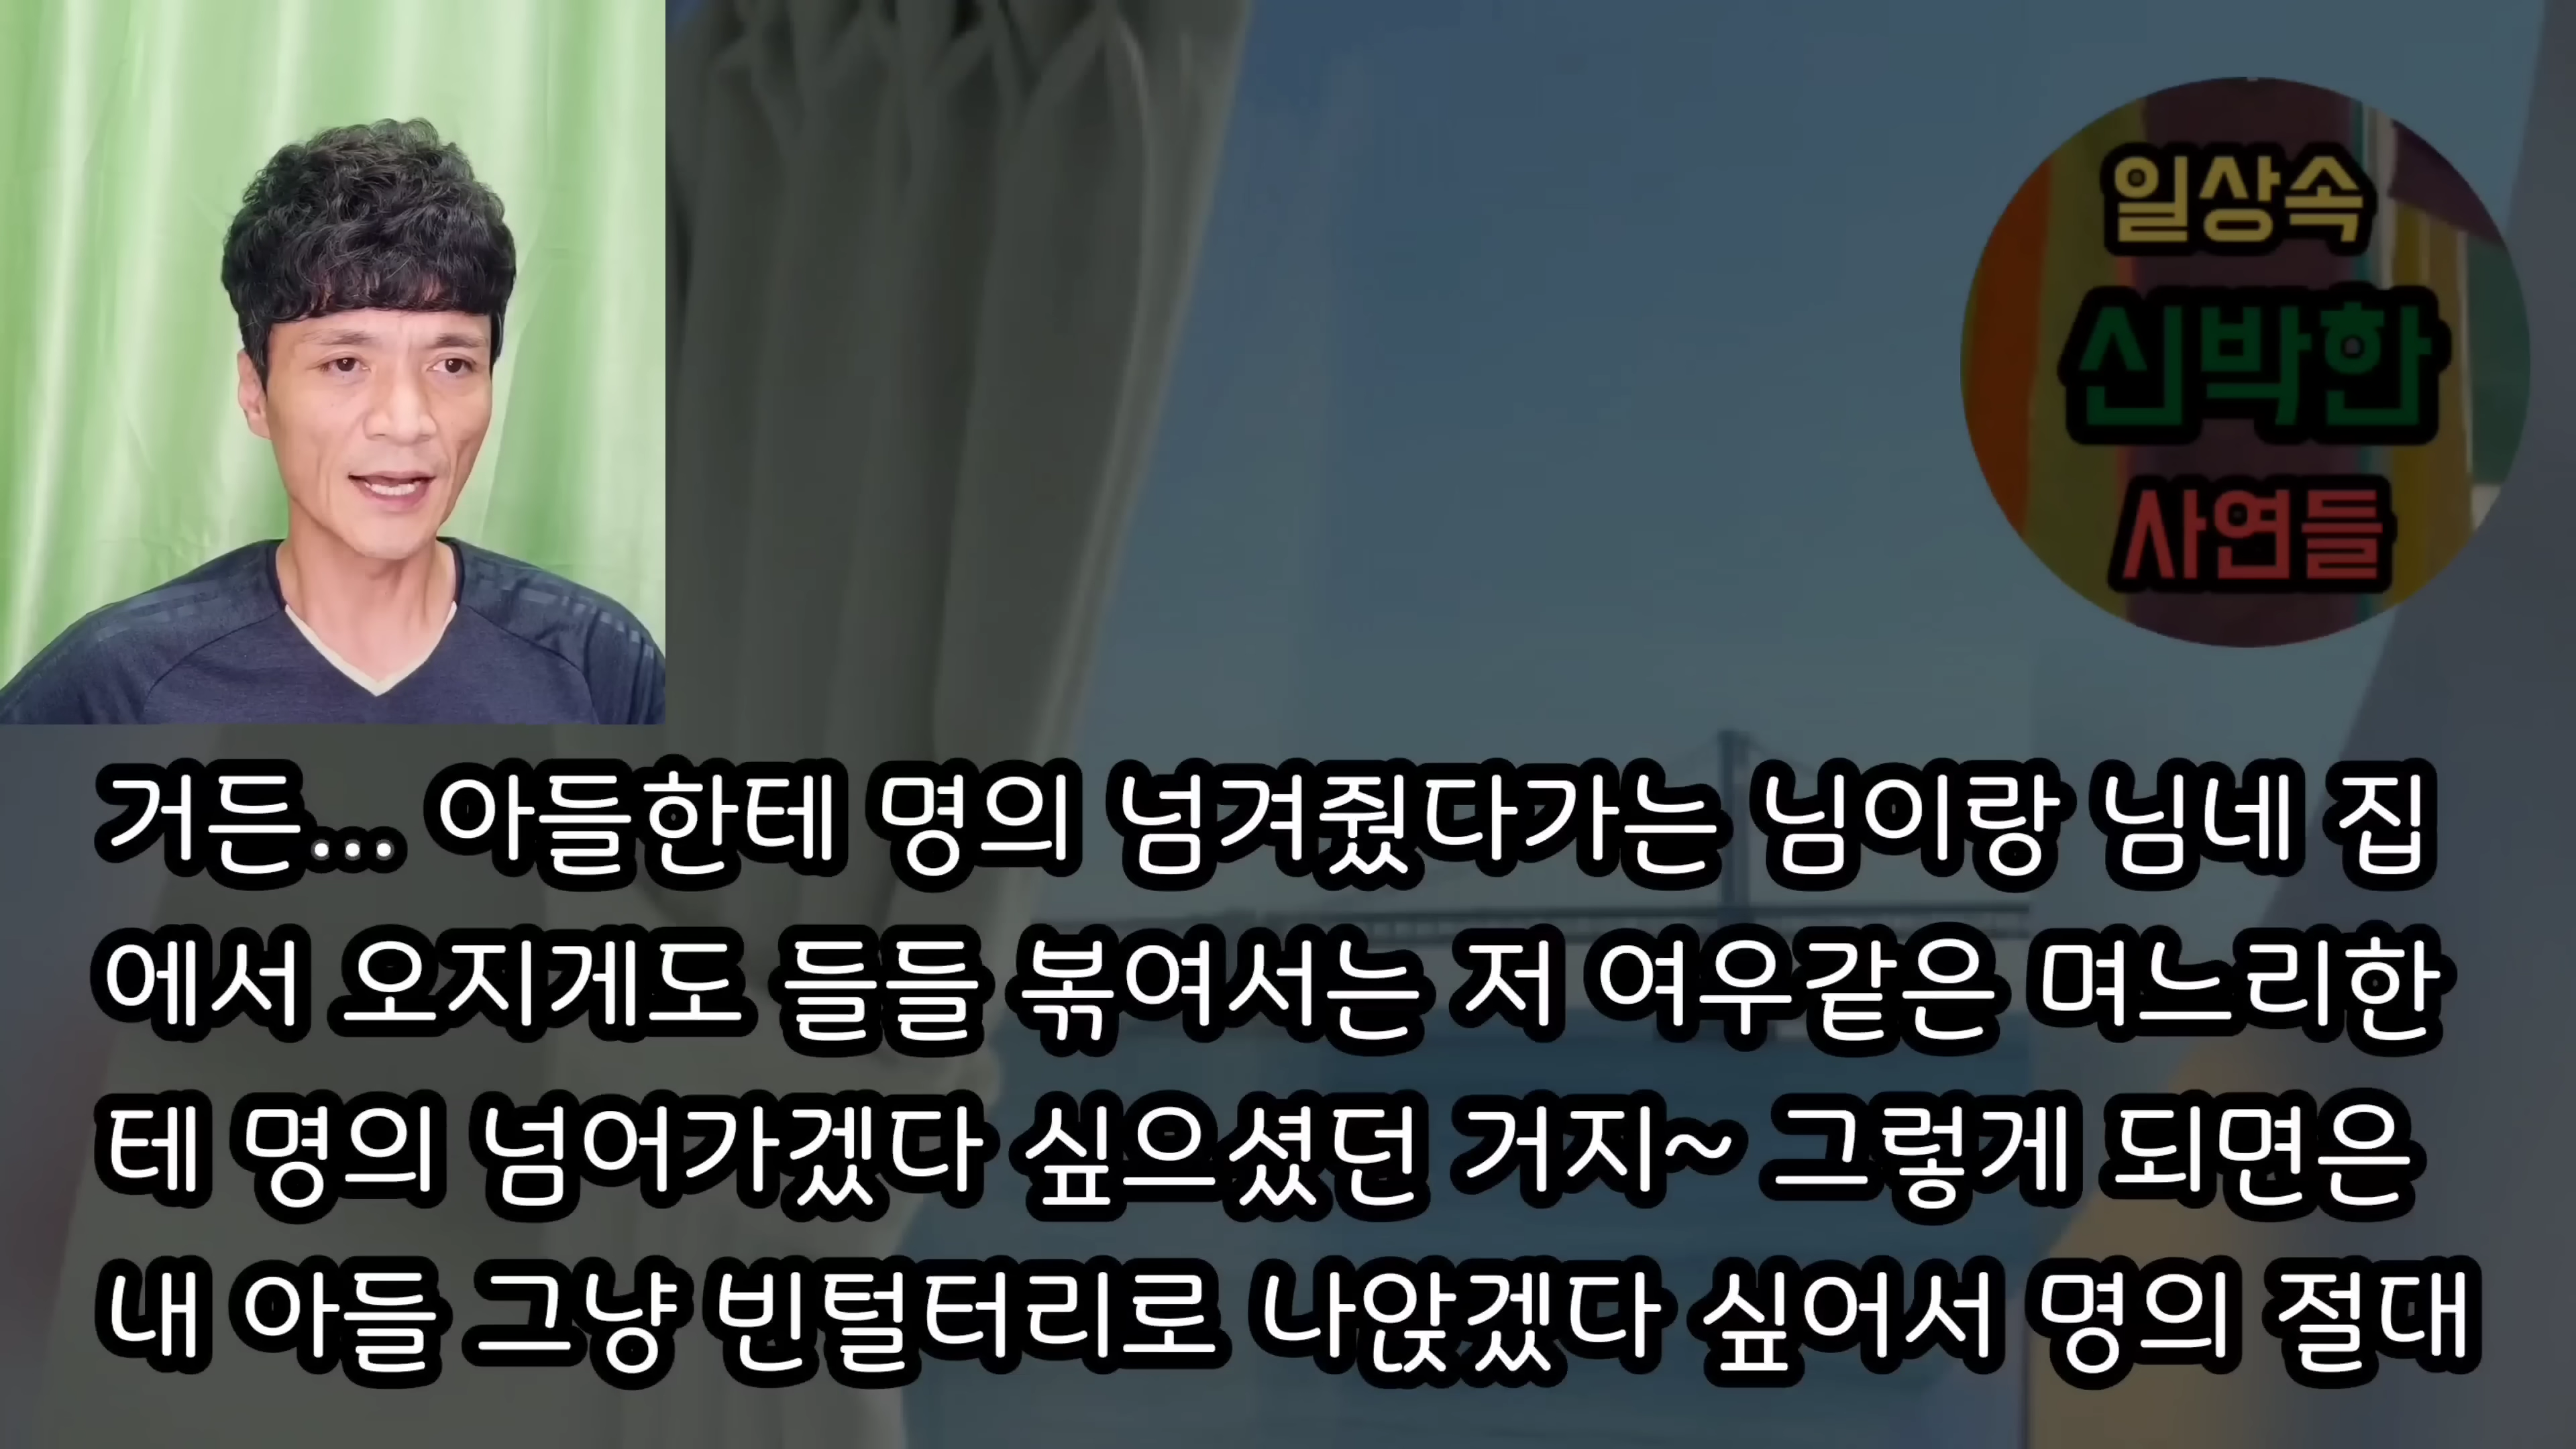 일상속
신박한
사연들
거든... 아들한테 명의 넘겨줬다가는 님이랑 님네 집
에서 오지게도 들들 볶여서는 저 여우같은 며느리한
테 명의 넘어가겠다 싶으셨던 거지~ 그렇게 되면은
내 아들 그냥 빈털터리로 나앉겠다 싶어서 명의 절대